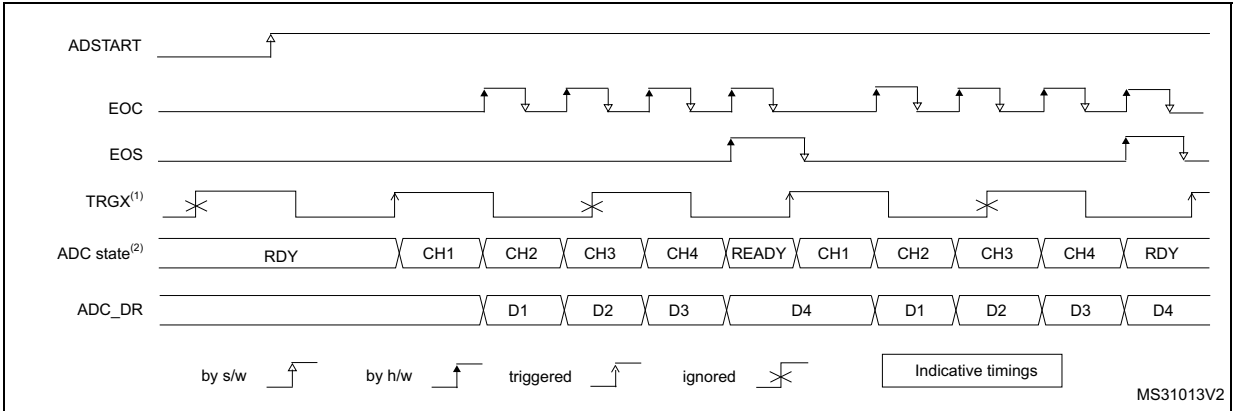 ADSTART
EOC
EOS
TRGX(1)
ADC state(2) RDY CH1 CH2 CH3 CH4 READY CH1 CH2 CH3 CH4 RDY
ADC_DR D1 D2 D3 D4 D1 D2 D3 D4
by s/w by h/w triggered ignored Indicative timings
MS31013V2